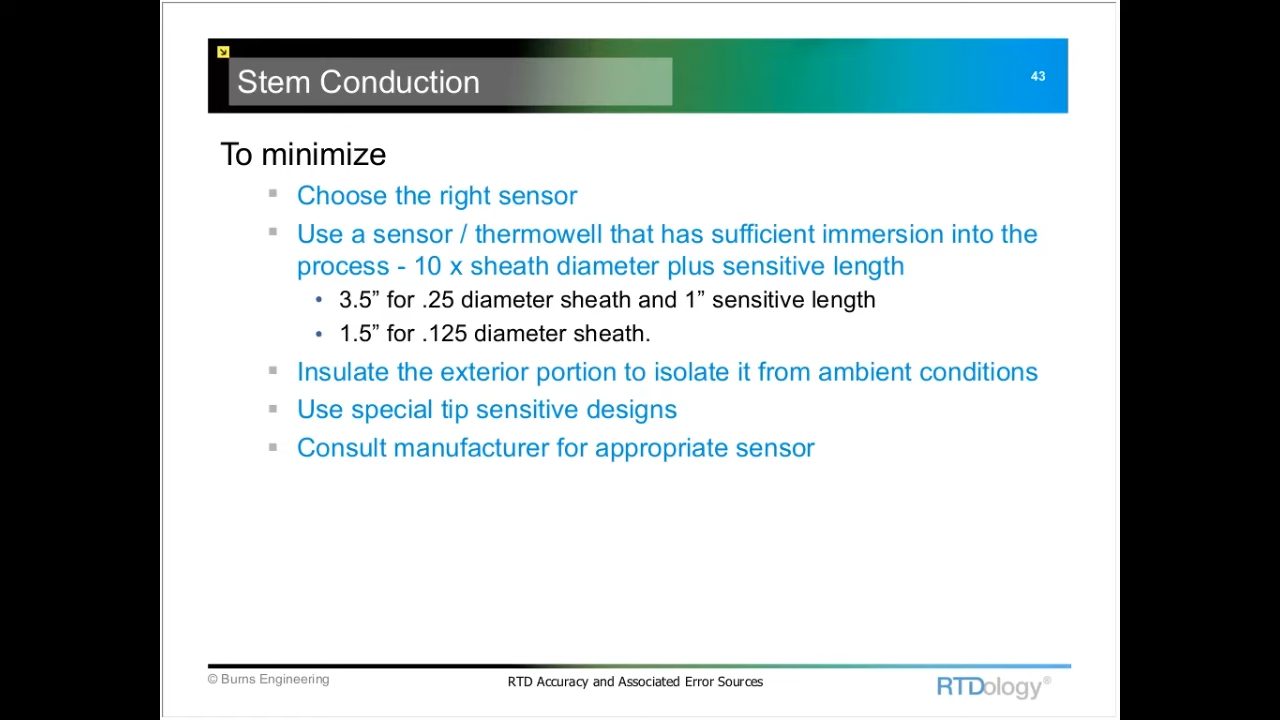 Stem Conduction
43
To minimize
Choose the right sensor
Use a sensor / thermowell that has sufficient immersion into the
process - 10 x sheath diameter plus sensitive length
3.5” for .25 diameter sheath and 1” sensitive length
1.5” for .125 diameter sheath.
Insulate the exterior portion to isolate it from ambient conditions
Use special tip sensitive designs
Consult manufacturer for appropriate sensor
© Burns Engineering
RTD Accuracy and Associated Error Sources
RTDology®